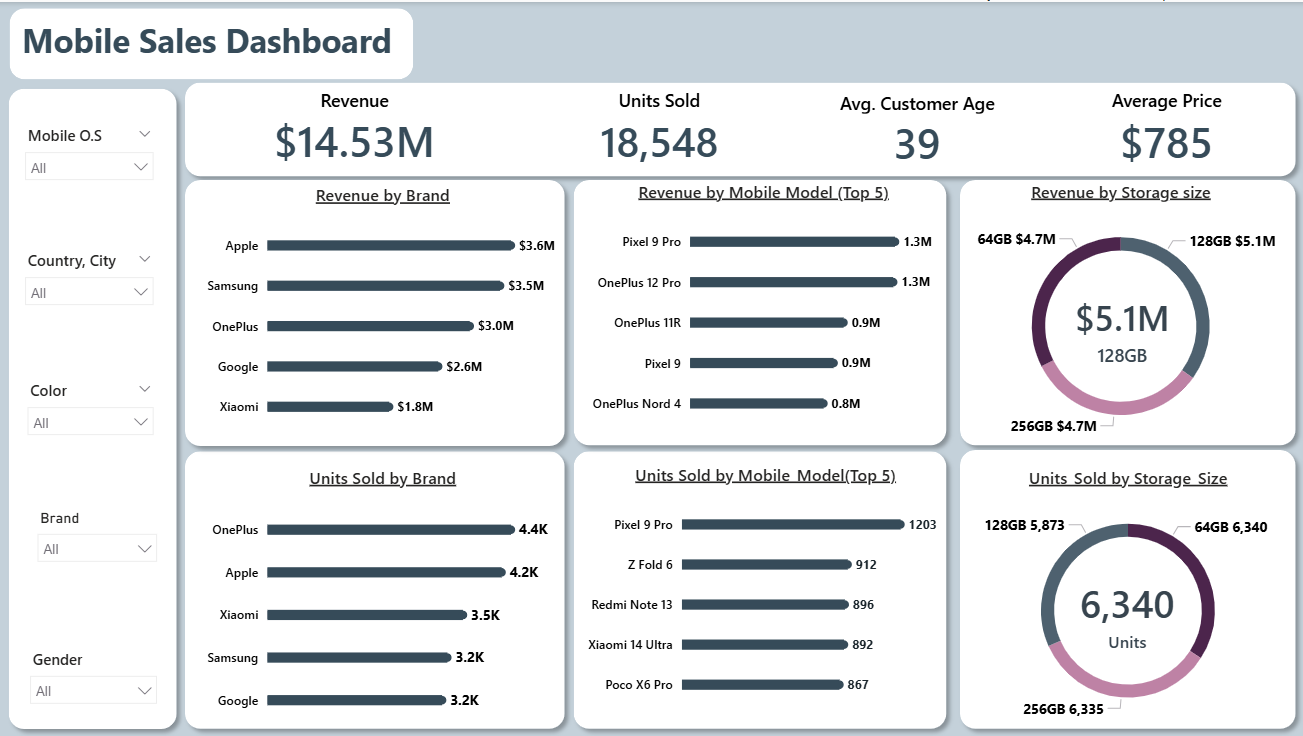 Mobile Sales Dashboard
Mobile O.S
All
Country, City
All
Color
All
Brand
All
Gender
All
Revenue
$14.53M
Units Sold
18,548
Avg. Customer Age
39
Average Price
$785
Revenue by Brand
Apple $3.6M
Samsung $3.5M
OnePlus $3.0M
Google $2.6M
Xiaomi $1.8M
Revenue by Mobile Model (Top 5)
Pixel 9 Pro 1.3M
OnePlus 12 Pro 1.3M
OnePlus 11R 0.9M
Pixel 9 0.9M
OnePlus Nord 4 0.8M
Revenue by Storage size
64GB $4.7M
128GB $5.1M
$5.1M
128GB
256GB $4.7M
Units Sold by Brand
OnePlus 4.4K
Apple 4.2K
Xiaomi 3.5K
Samsung 3.2K
Google 3.2K
Units Sold by Mobile Model(Top 5)
Pixel 9 Pro 1203
Z Fold 6 912
Redmi Note 13 896
Xiaomi 14 Ultra 892
Poco X6 Pro 867
Units Sold by Storage Size
128GB 5,873
64GB 6,340
6,340
Units
256GB 6,335